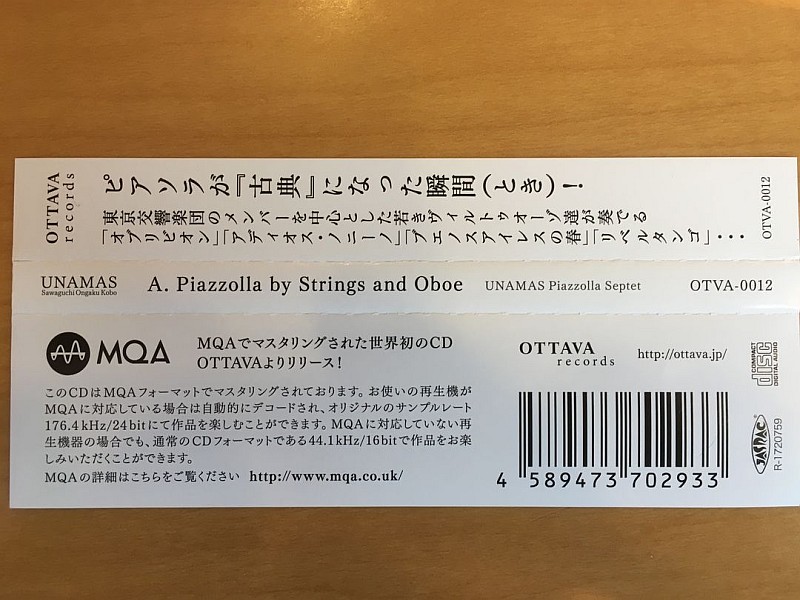 OTTAVA
records
ピアソラが『古典』になった瞬間(とき)!
東京交響楽団のメンバーを中心とした若きヴィルトゥオーゾ達が奏でる
「オブリビオン」「アディオス・ノニーノ」「ブエノスアイレスの春」「リベルタンゴ」・・・
OTVA-0012
UNAMAS
Sawaguchi Ongaku Kobo
A. Piazzolla by Strings and Oboe
UNAMAS Piazzolla Septet
OTVA-0012
MQA
MQAでマスタリングされた世界初のCD
OTTAVAよりリリース!
このCDはMQAフォーマットでマスタリングされております。お使いの再生機が
MQAに対応している場合は自動的にデコードされ、オリジナルのサンプルレート
176.4kHz/24bitにて作品を楽しむことができます。MQAに対応していない再
生機器の場合でも、通常のCDフォーマットである44.1kHz/16bitで作品をお楽
しみいただくことができます。
MQAの詳細はこちらをご覧ください http://www.mqa.co.uk/
OTTAVA
records
http://ottava.jp/
COMPACT
disc
DIGITAL AUDIO
4 589473 702933
JASRAC
R-1720759